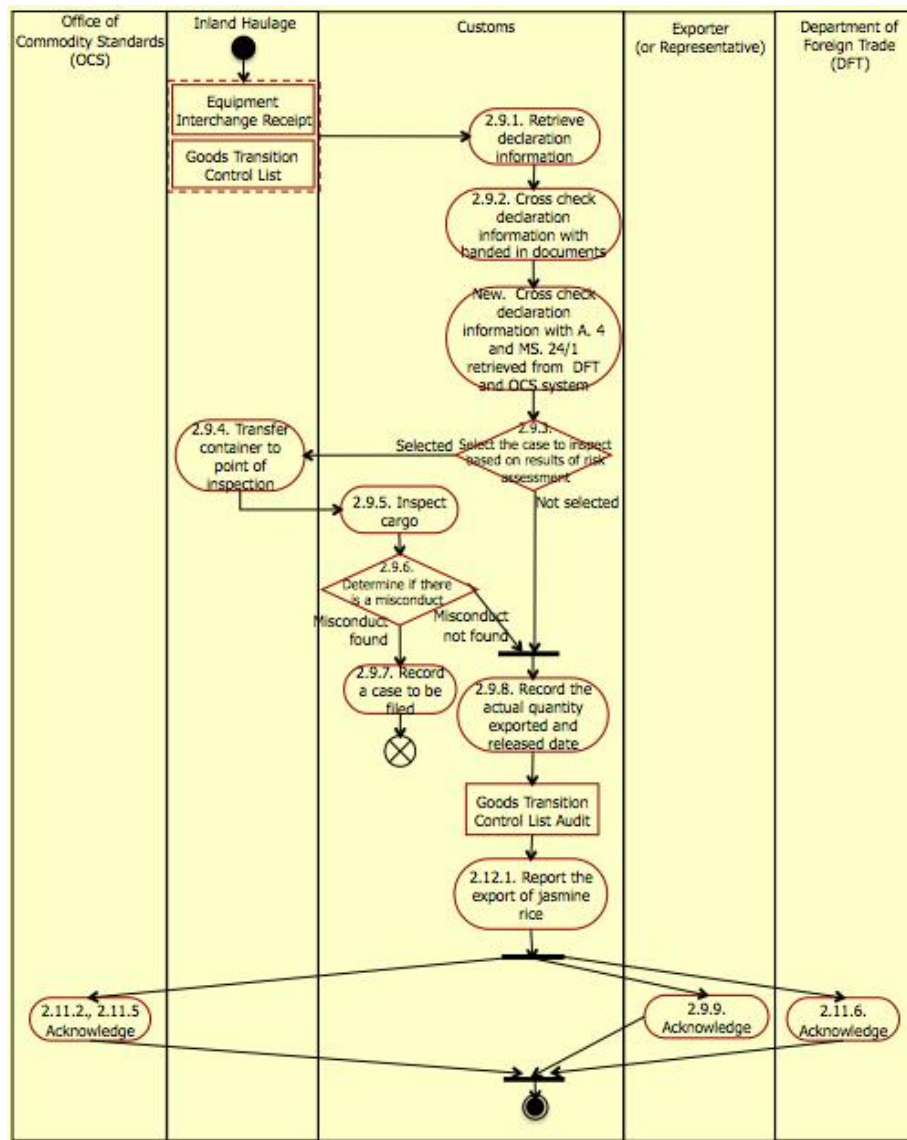 Office of
Commodity Standards
(OCS)
Inland Haulage
Customs
Exporter
(or Representative)
Department of
Foreign Trade
(DFT)
Equipment
Interchange Receipt
Goods Transition
Control List
2.9.1. Retrieve
declaration
information
2.9.2. Cross check
declaration
information with
handed in documents
New. Cross check
declaration
information with A. 4
and MS. 24/1
retrieved from DFT
and OCS system
2.9.3.
Select the case to inspect
based on results of risk
assessment
Selected
Not selected
2.9.4. Transfer
container to
point of
inspection
2.9.5. Inspect
cargo
2.9.6.
Determine if there
is a misconduct
Misconduct
found
Misconduct
not found
2.9.7. Record
a case to be
filed
2.9.8. Record the
actual quantity
exported and
released date
Goods Transition
Control List Audit
2.12.1. Report the
export of jasmine
rice
2.11.2., 2.11.5
Acknowledge
2.9.9.
Acknowledge
2.11.6.
Acknowledge